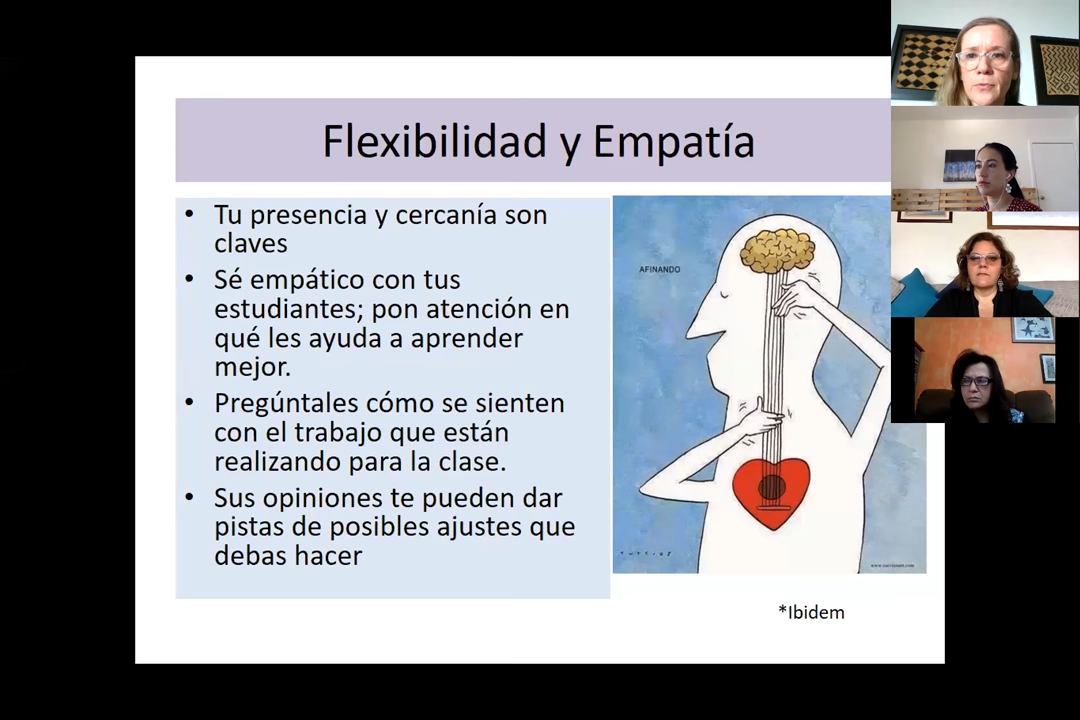 Flexibilidad y Empatía
• Tu presencia y cercanía son
claves
• Sé empático con tus
estudiantes; pon atención en
qué les ayuda a aprender
mejor.
• Pregúntales cómo se sienten
con el trabajo que están
realizando para la clase.
• Sus opiniones te pueden dar
pistas de posibles ajustes que
debas hacer
AFINANDO
*Ibidem